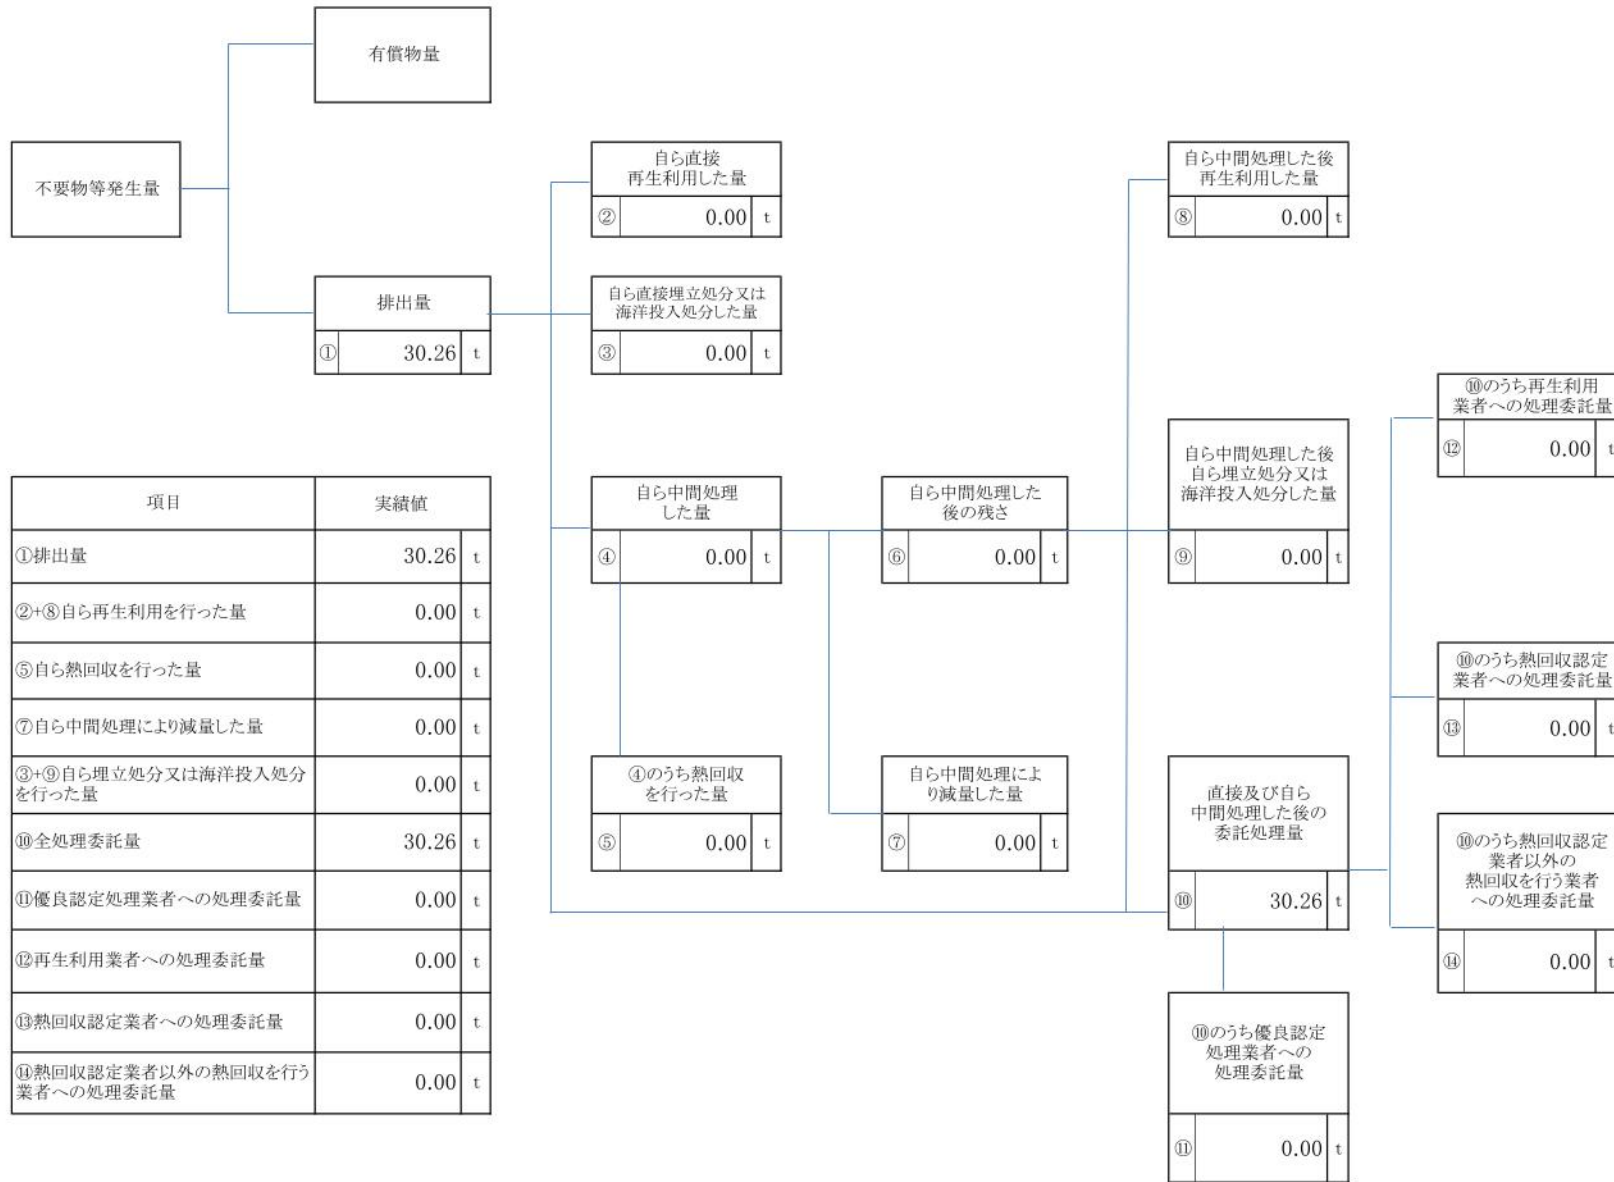 有償物量
不要物等発生量
排出量
① 30.26 t
自ら直接
再生利用した量
② 0.00 t
自ら直接埋立処分又は
海洋投入処分した量
③ 0.00 t
自ら中間処理
した量
④ 0.00 t
④のうち熱回収
を行った量
⑤ 0.00 t
自ら中間処理した
後の残さ
⑥ 0.00 t
自ら中間処理によ
り減量した量
⑦ 0.00 t
自ら中間処理した後
再生利用した量
⑧ 0.00 t
自ら中間処理した後
自ら埋立処分又は
海洋投入処分した量
⑨ 0.00 t
直接及び自ら
中間処理した後の
委託処理量
⑩ 30.26 t
⑩のうち優良認定
処理業者への
処理委託量
⑪ 0.00 t
⑩のうち再生利用
業者への処理委託量
⑫ 0.00 t
⑩のうち熱回収認定
業者への処理委託量
⑬ 0.00 t
⑩のうち熱回収認定
業者以外の
熱回収を行う業者
への処理委託量
⑭ 0.00 t
項目 実績値
①排出量 30.26 t
②+⑧自ら再生利用を行った量 0.00 t
⑤自ら熱回収を行った量 0.00 t
⑦自ら中間処理により減量した量 0.00 t
③+⑨自ら埋立処分又は海洋投入処分
を行った量 0.00 t
⑩全処理委託量 30.26 t
⑪優良認定処理業者への処理委託量 0.00 t
⑫再生利用業者への処理委託量 0.00 t
⑬熱回収認定業者への処理委託量 0.00 t
⑭熱回収認定業者以外の熱回収を行う
業者への処理委託量 0.00 t